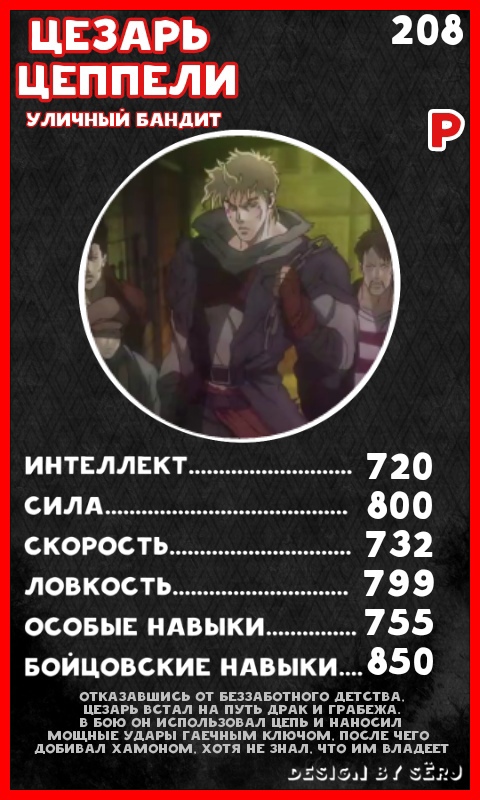 ЦЕЗАРЬ
ЦЕППЕЛИ
УЛИЧНЫЙ БАНДИТ
208
Р
ИНТЕЛЛЕКТ.................................. 720
СИЛА................................................... 800
СКОРОСТЬ...................................... 732
ЛОВКОСТЬ..................................... 799
ОСОБЫЕ НАВЫКИ................... 755
БОЙЦОВСКИЕ НАВЫКИ.... 850
ОТКАЗАВШИСЬ ОТ БЕЗЗАБОТНОГО ДЕТСТВА,
ЦЕЗАРЬ ВСТАЛ НА ПУТЬ ДРАК И ГРАБЕЖА.
В БОЮ ОН ИСПОЛЬЗОВАЛ ЦЕПЬ И НАНОСИЛ
МОЩНЫЕ УДАРЫ ГАЕЧНЫМ КЛЮЧОМ, ПОСЛЕ ЧЕГО
ДОБИВАЛ ХАМОНОМ, ХОТЯ НЕ ЗНАЛ, ЧТО ИМ ВЛАДЕЕТ
DESIGN BY SЁRJ